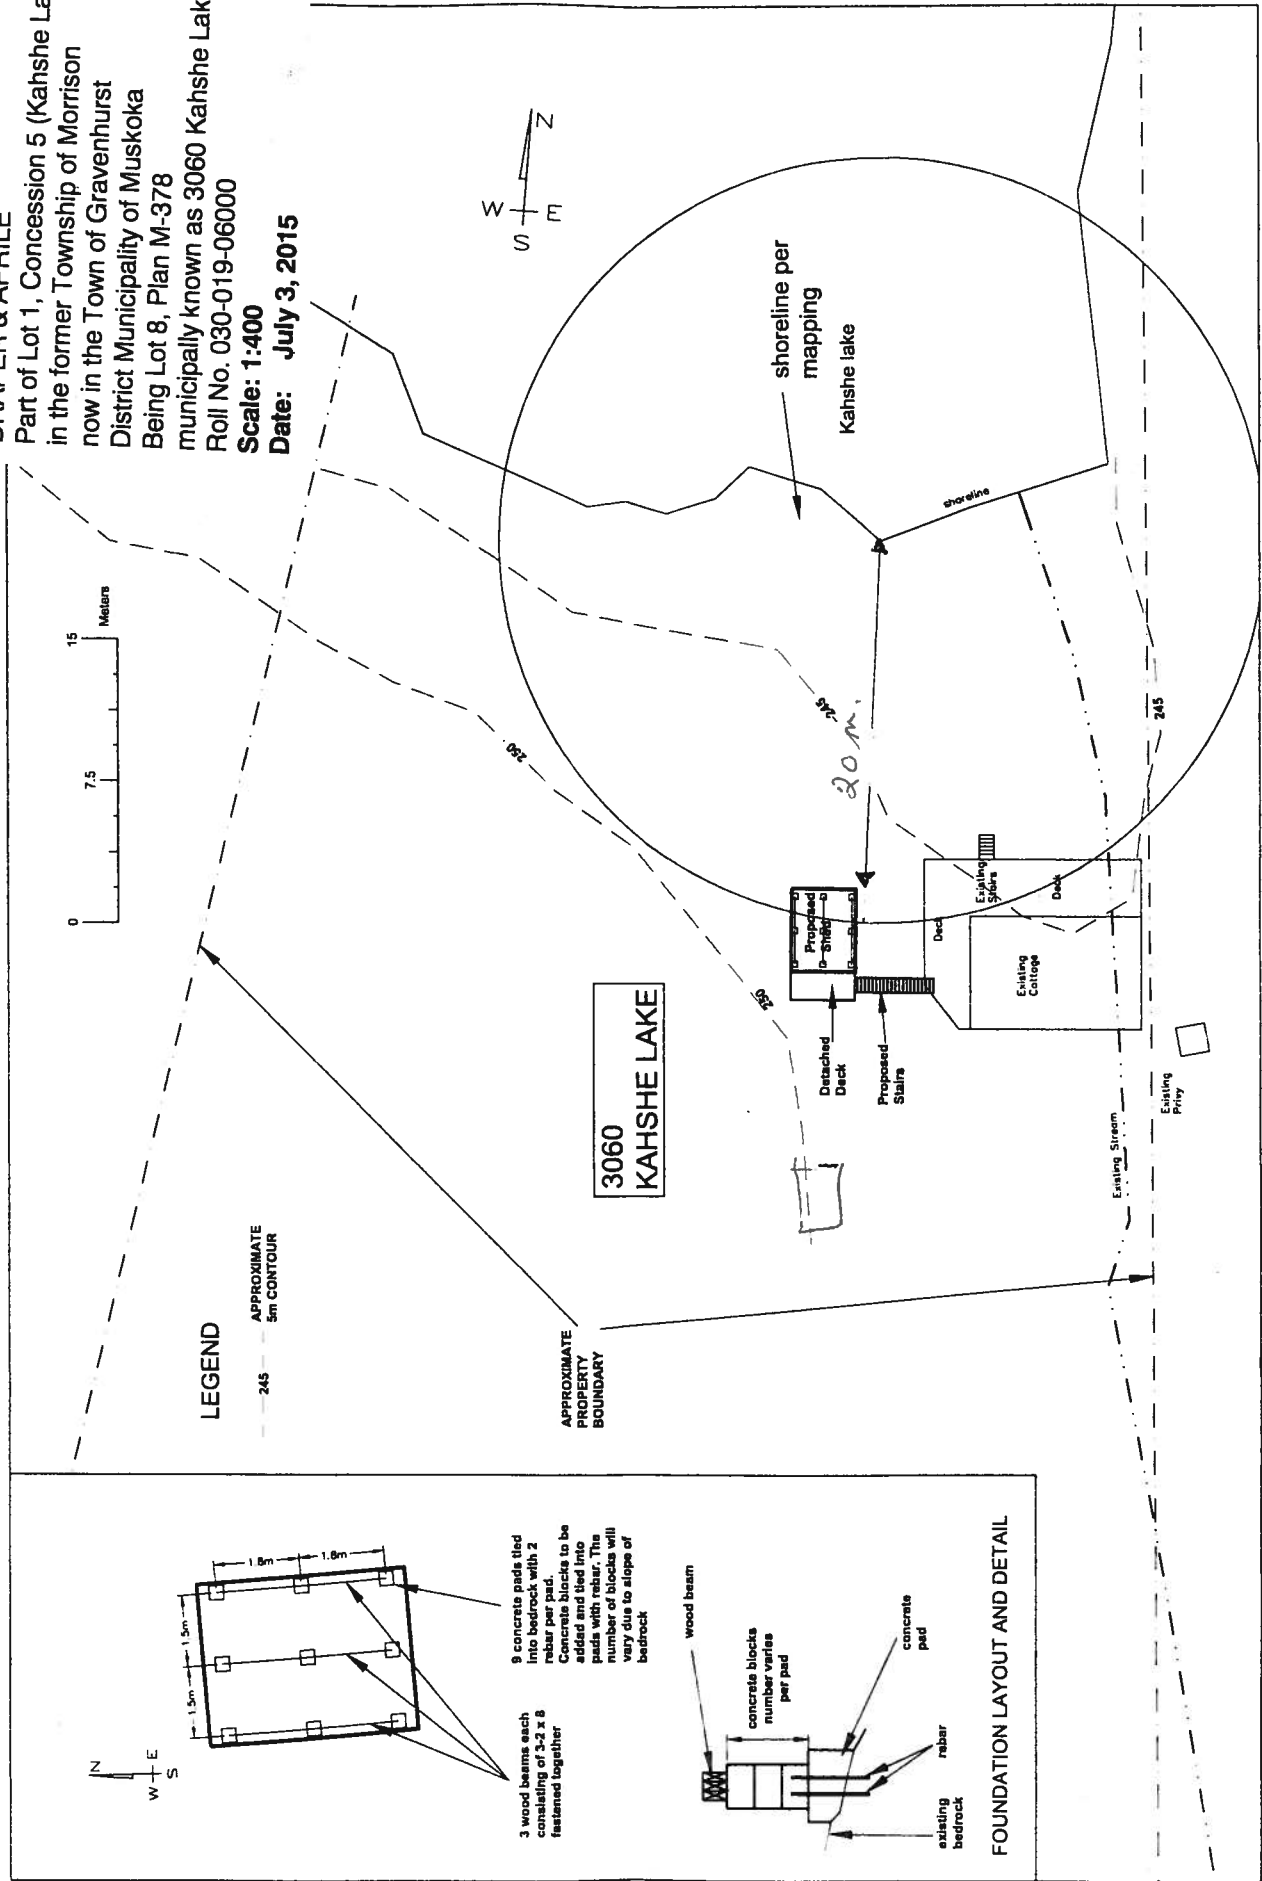 Part of Lot 1, Concession 5 (Kahshe La
in the former Township of Morrison
now in the Town of Gravenhurst
District Municipality of Muskoka
Being Lot 8, Plan M-378
municipally known as 3060 Kahshe Lak
Roll No. 030-019-06000
Scale: 1:400
Date: July 3, 2015
N
W E
S
0 7.5 15
Meters
shoreline per
mapping
Kahshe lake
shoreline
250
245
20 m.
245
250
Proposed
Shed
Detached
Deck
Proposed
Stairs
Deck
Existing
Stairs
Deck
Existing
Cottage
Existing Stream
Existing
Privy
3060
KAHSHE LAKE
LEGEND
245
APPROXIMATE
5m CONTOUR
APPROXIMATE
PROPERTY
BOUNDARY
N
W E
S
1.5m
1.5m
1.8m
1.8m
3 wood beams each
consisting of 3-2 x 8
fastened together
9 concrete pads tied
into bedrock with 2
rebar per pad.
Concrete blocks to be
added and tied into
pads with rebar. The
number of blocks will
vary due to slope of
bedrock
wood beam
concrete blocks
number varies
per pad
concrete
pad
rebar
existing
bedrock
FOUNDATION LAYOUT AND DETAIL